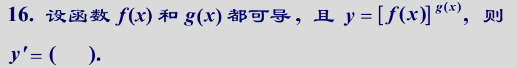 16. 设函数 f(x) 和 g(x) 都可导, 且 y = [f(x)]^{g(x)}, 则
y′ = (    ).